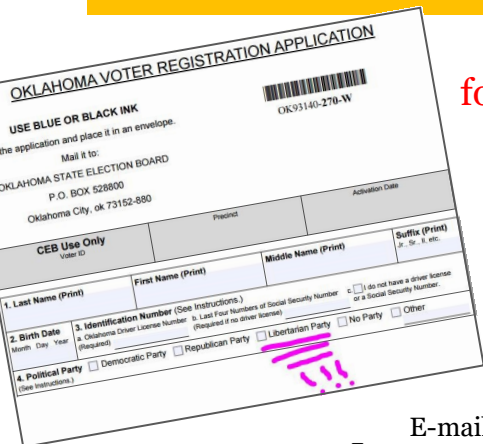 OKLAHOMA VOTER REGISTRATION APPLICATION
USE BLUE OR BLACK INK
the application and place it in an envelope.
Mail it to:
OKLAHOMA STATE ELECTION BOARD
P.O. BOX 528800
Oklahoma City, ok 73152-880
OK93140-270-W
CEB Use Only
Voter ID
Precinct
Activation Date
1. Last Name (Print)
First Name (Print)
Middle Name (Print)
Suffix (Print)
Jr., Sr., II, etc.
2. Birth Date
Month Day Year
3. Identification Number (See Instructions.)
a. Oklahoma Driver License Number
(Required)
b. Last Four Numbers of Social Security Number
(Required if no driver license)
c. I do not have a driver license
or a Social Security Number.
4. Political Party
(See Instructions.)
Democratic Party
Republican Party
Libertarian Party
No Party
Other
!!!
fo
E-mail